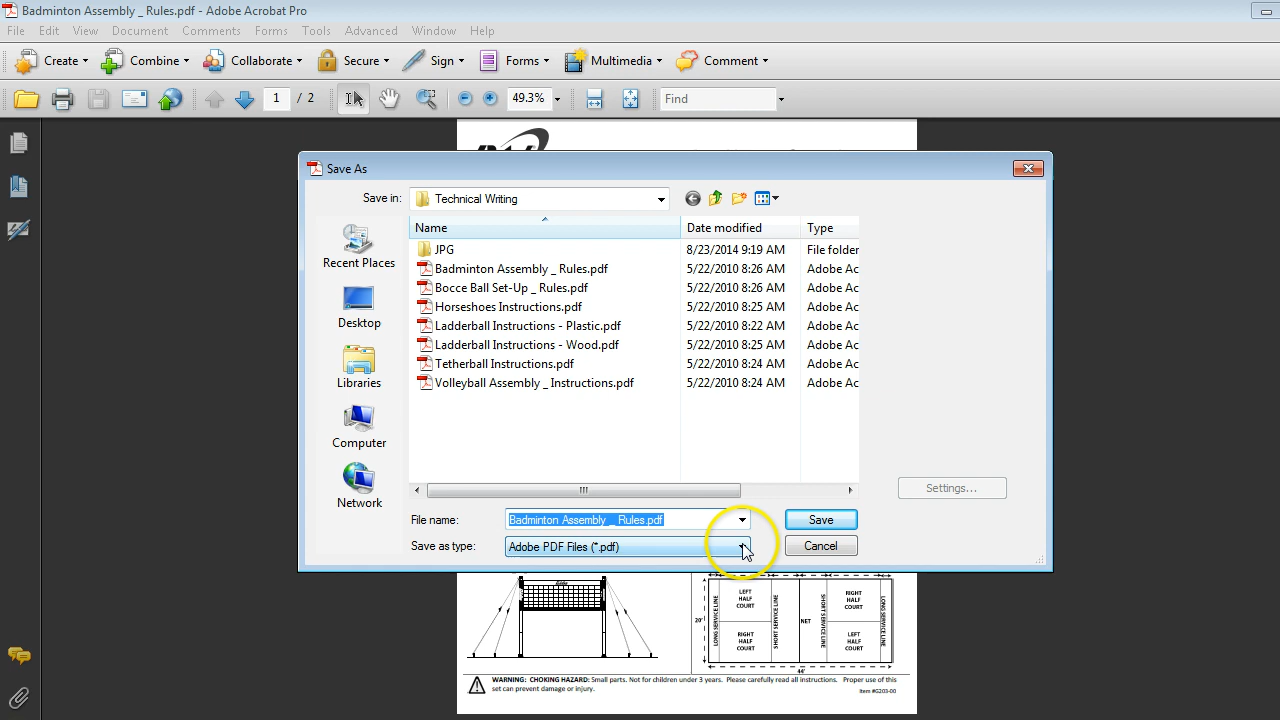 Badminton Assembly _ Rules.pdf - Adobe Acrobat Pro
File Edit View Document Comments Forms Tools Advanced Window Help
Create Combine Collaborate Secure Sign Forms Multimedia Comment
1 / 2 49.3% Find
Save As
Save in: Technical Writing
Name Date modified Type
JPG 8/23/2014 9:19 AM File folder
Badminton Assembly _ Rules.pdf 5/22/2010 8:26 AM Adobe Ac
Bocce Ball Set-Up _ Rules.pdf 5/22/2010 8:26 AM Adobe Ac
Horseshoes Instructions.pdf 5/22/2010 8:25 AM Adobe Ac
Ladderball Instructions - Plastic.pdf 5/22/2010 8:22 AM Adobe Ac
Ladderball Instructions - Wood.pdf 5/22/2010 8:25 AM Adobe Ac
Tetherball Instructions.pdf 5/22/2010 8:24 AM Adobe Ac
Volleyball Assembly _ Instructions.pdf 5/22/2010 8:24 AM Adobe Ac
Recent Places
Desktop
Libraries
Computer
Network
Settings...
File name: Badminton Assembly _ Rules.pdf Save
Save as type: Adobe PDF Files (*.pdf) Cancel
20'
LONG SERVICE LINE
LEFT
HALF
COURT
RIGHT
HALF
COURT
SHORT SERVICE LINE
NET
SHORT SERVICE LINE
RIGHT
HALF
COURT
LEFT
HALF
COURT
LONG SERVICE LINE
44'
WARNING: CHOKING HAZARD: Small parts. Not for children under 3 years. Please carefully read all instructions. Proper use of this
set can prevent damage or injury.
Item #G203-00